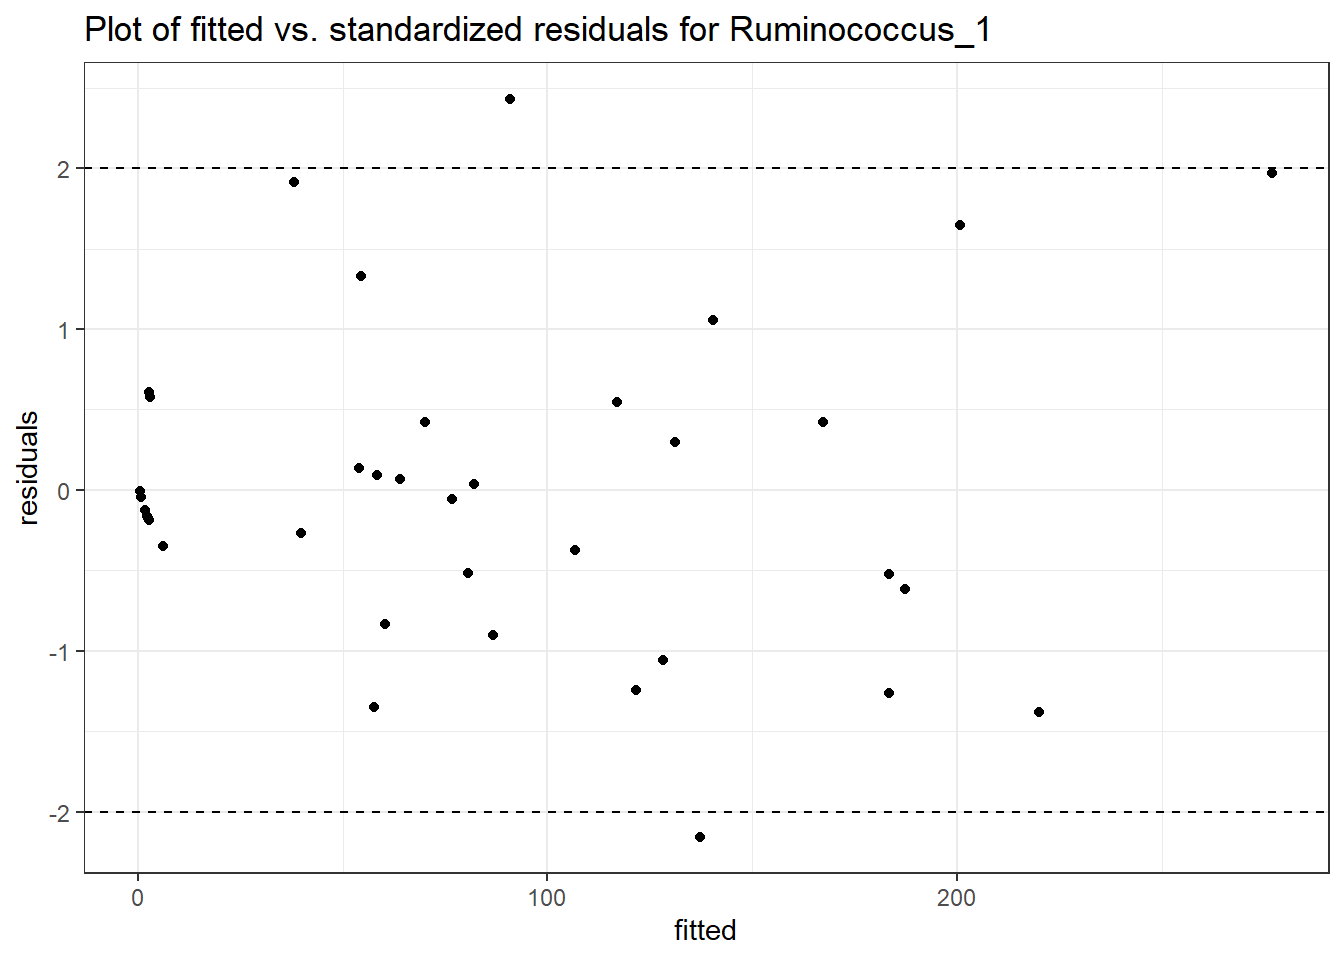 Plot of fitted vs. standardized residuals for Ruminococcus_1
2
1
0
-1
-2
residuals
0
100
200
fitted